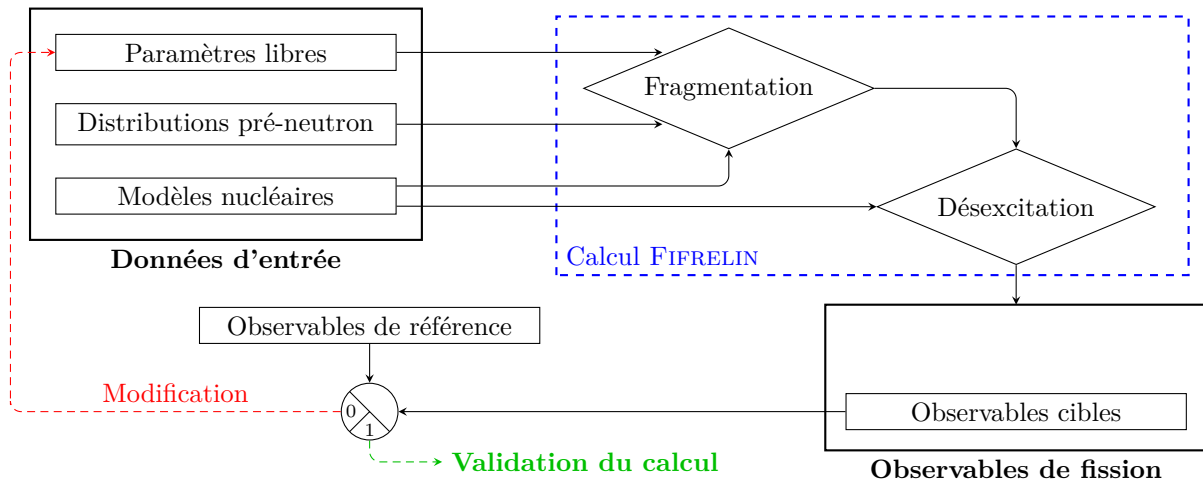 Paramètres libres
Distributions pré-neutron
Modèles nucléaires
Données d'entrée
Fragmentation
Désexcitation
Calcul FIFRELIN
Observables de référence
Modification
0
1
Validation du calcul
Observables cibles
Observables de fission